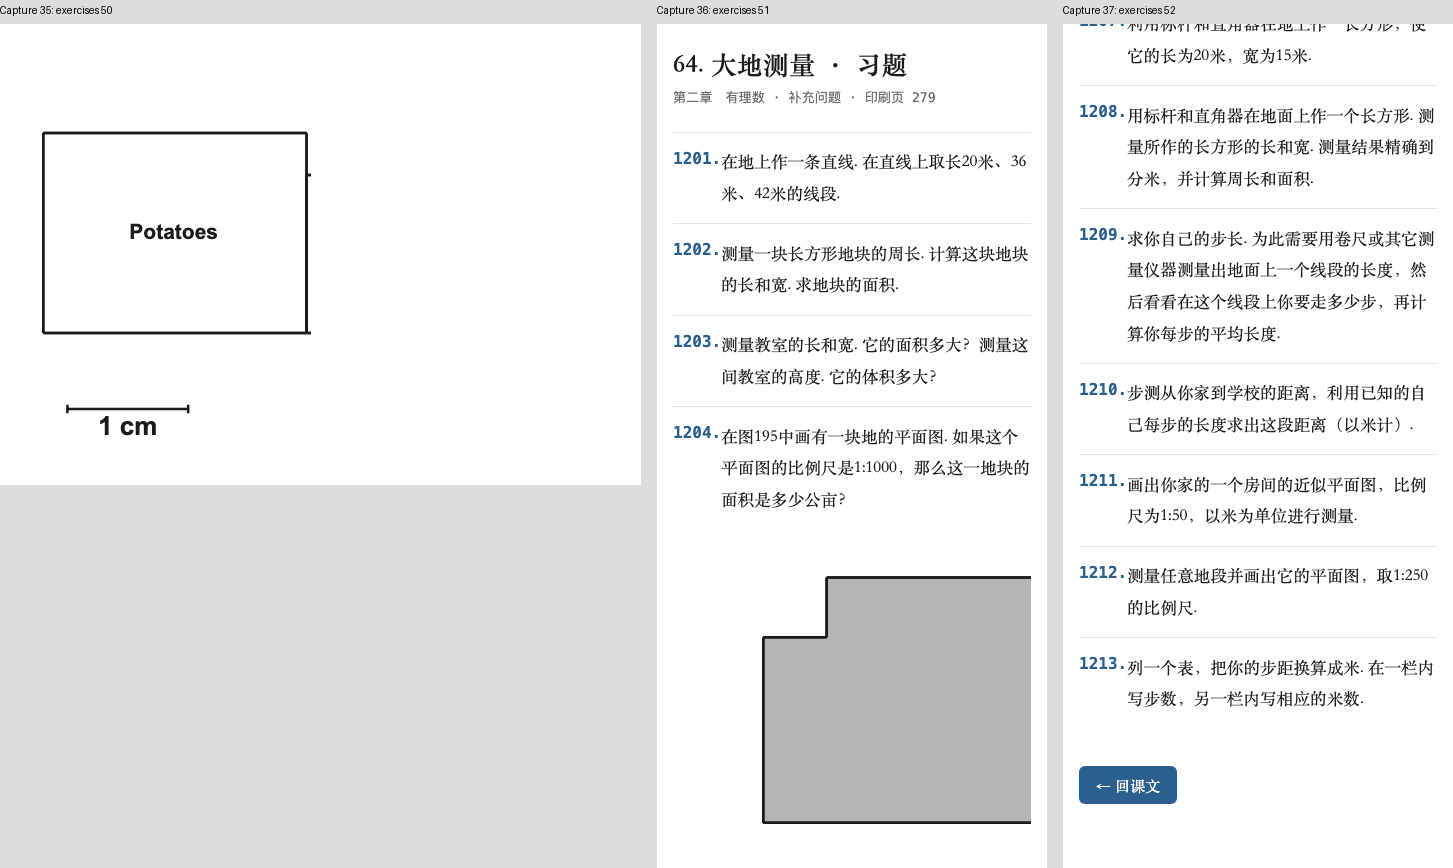 Capture 35: exercises 50
Potatoes
1 cm
Capture 36: exercises 51
64. 大地测量 · 习题
第二章 有理数 · 补充问题 · 印刷页 279
1201. 在地上作一条直线. 在直线上取长20米、36
米、42米的线段.
1202. 测量一块长方形地块的周长. 计算这块地块
的长和宽. 求地块的面积.
1203. 测量教室的长和宽. 它的面积多大? 测量这
间教室的高度. 它的体积多大?
1204. 在图195中画有一块地的平面图. 如果这个
平面图的比例尺是1:1000, 那么这一地块的
面积是多少公亩?
Capture 37: exercises 52
它的长为20米, 宽为15米.
1208. 用标杆和直角器在地面上作一个长方形. 测
量所作的长方形的长和宽. 测量结果精确到
分米, 并计算周长和面积.
1209. 求你自己的步长. 为此需要用卷尺或其它测
量仪器测量出地面上一个线段的长度, 然
后看看在这个线段上你要走多少步, 再计
算你每步的平均长度.
1210. 步测从你家到学校的距离, 利用已知的自
己每步的长度求出这段距离（以米计）.
1211. 画出你家的一个房间的近似平面图, 比例
尺为1:50, 以米为单位进行测量.
1212. 测量任意地段并画出它的平面图, 取1:250
的比例尺.
1213. 列一个表, 把你的步距换算成米. 在一栏内
写步数, 另一栏内写相应的米数.
← 回课文